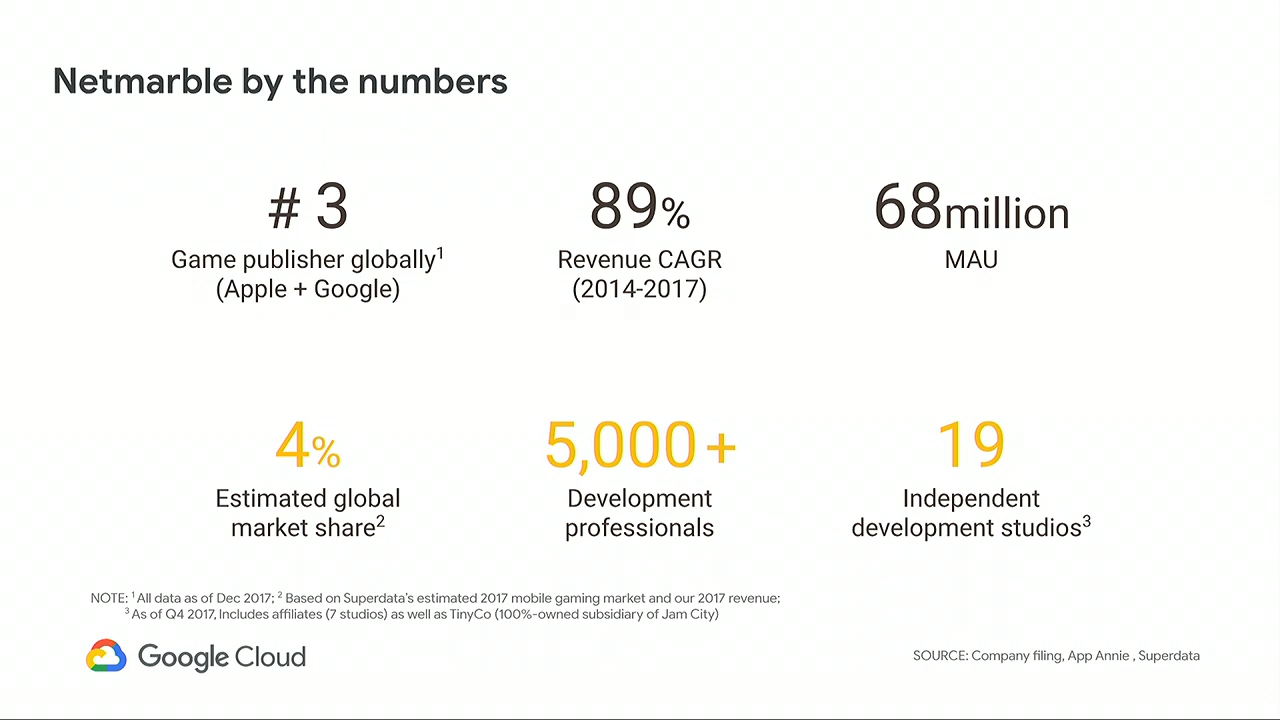 Netmarble by the numbers
# 3
Game publisher globally¹
(Apple + Google)
89%
Revenue CAGR
(2014-2017)
68million
MAU
4%
Estimated global
market share²
5,000+
Development
professionals
19
Independent
development studios³
NOTE: ¹ All data as of Dec 2017; ² Based on Superdata's estimated 2017 mobile gaming market and our 2017 revenue;
³ As of Q4 2017, Includes affiliates (7 studios) as well as TinyCo (100%-owned subsidiary of Jam City)
Google Cloud
SOURCE: Company filing, App Annie , Superdata